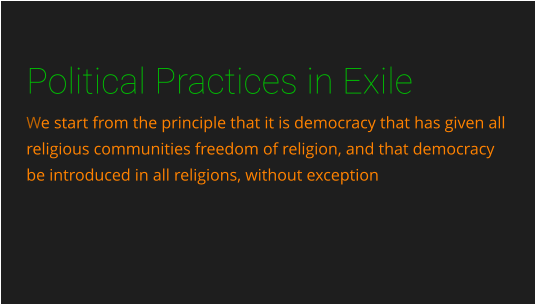 Political Practices in Exile
We start from the principle that it is democracy that has given all
religious communities freedom of religion, and that democracy
be introduced in all religions, without exception